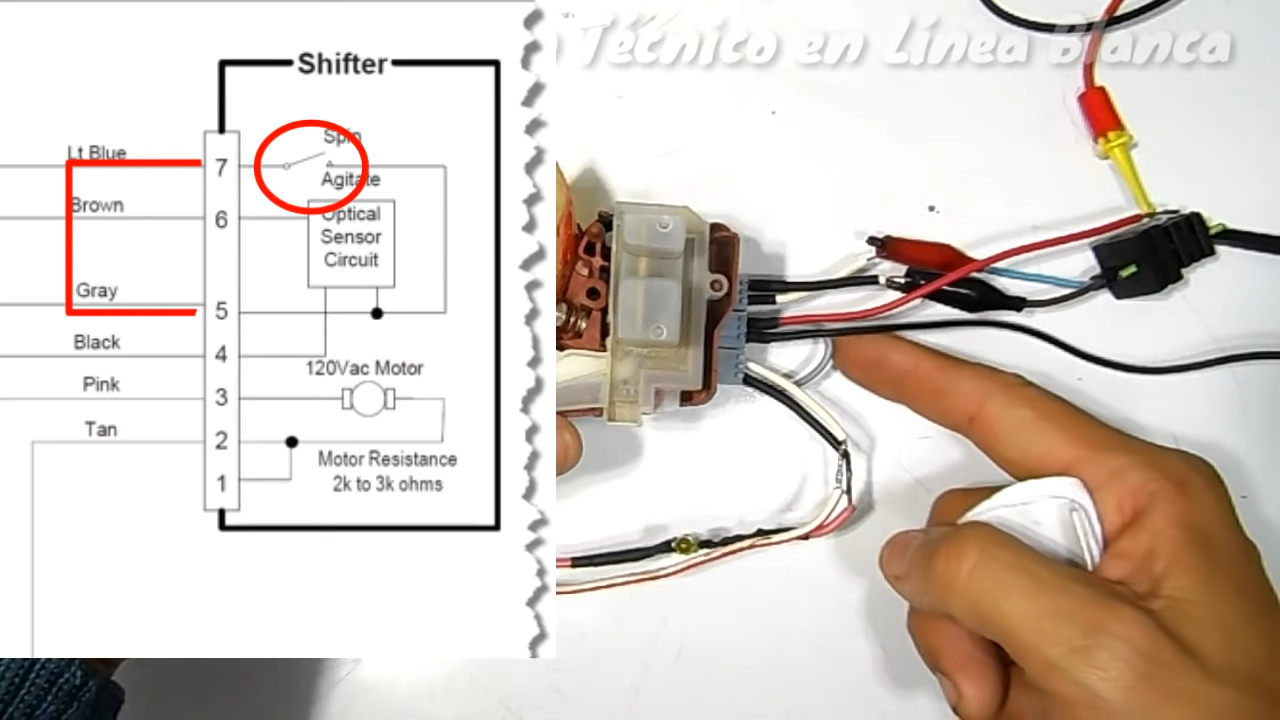 Técnico en Línea Blanca
Shifter
Lt Blue
Brown
Gray
Black
Pink
Tan
7
6
5
4
3
2
1
Spin
Agitate
Optical
Sensor
Circuit
120Vac Motor
Motor Resistance
2k to 3k ohms